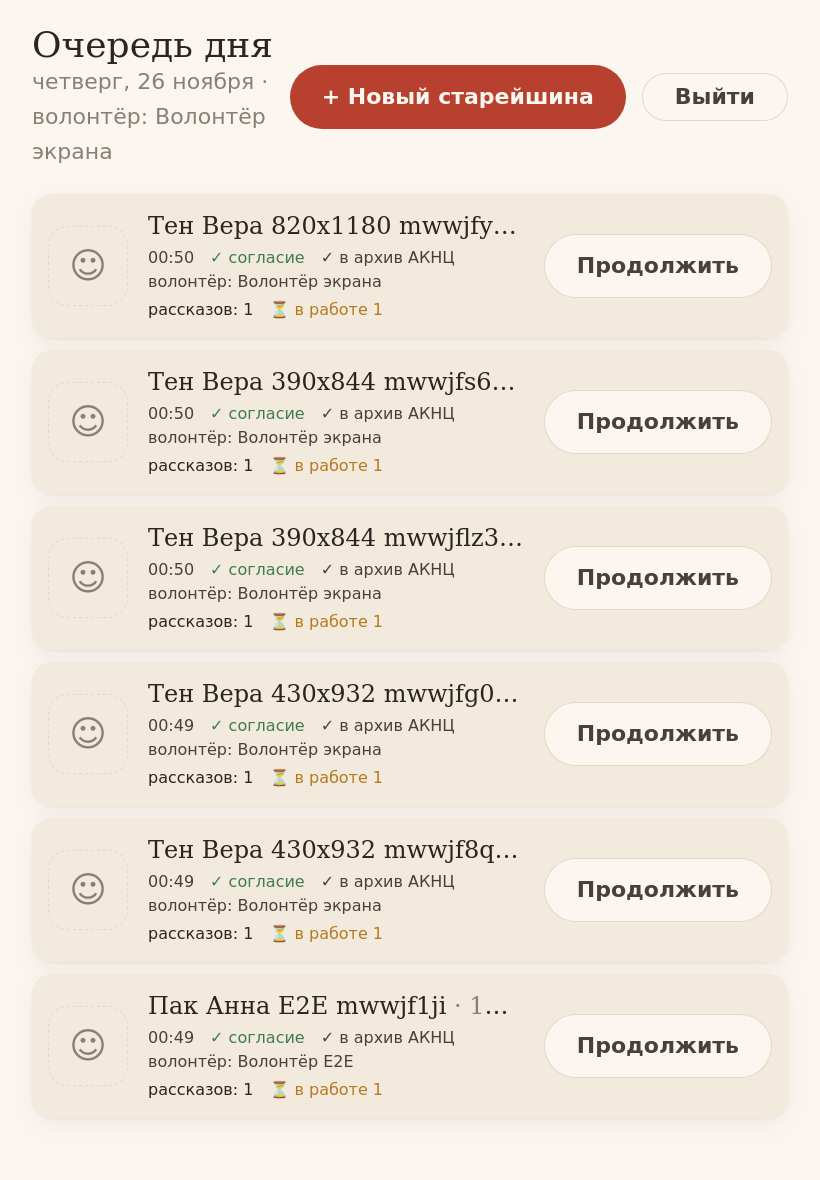 Очередь дня
четверг, 26 ноября ·
волонтёр: Волонтёр
экрана
+ Новый старейшина
Выйти
Тен Вера 820x1180 mwwjfy…
00:50 ✓ согласие ✓ в архив АКНЦ
волонтёр: Волонтёр экрана
рассказов: 1 ⏳ в работе 1
Продолжить
Тен Вера 390x844 mwwjfs6…
00:50 ✓ согласие ✓ в архив АКНЦ
волонтёр: Волонтёр экрана
рассказов: 1 ⏳ в работе 1
Продолжить
Тен Вера 390x844 mwwjflz3…
00:50 ✓ согласие ✓ в архив АКНЦ
волонтёр: Волонтёр экрана
рассказов: 1 ⏳ в работе 1
Продолжить
Тен Вера 430x932 mwwjfg0…
00:49 ✓ согласие ✓ в архив АКНЦ
волонтёр: Волонтёр экрана
рассказов: 1 ⏳ в работе 1
Продолжить
Тен Вера 430x932 mwwjf8q…
00:49 ✓ согласие ✓ в архив АКНЦ
волонтёр: Волонтёр экрана
рассказов: 1 ⏳ в работе 1
Продолжить
Пак Анна E2E mwwjf1ji · 1…
00:49 ✓ согласие ✓ в архив АКНЦ
волонтёр: Волонтёр E2E
рассказов: 1 ⏳ в работе 1
Продолжить